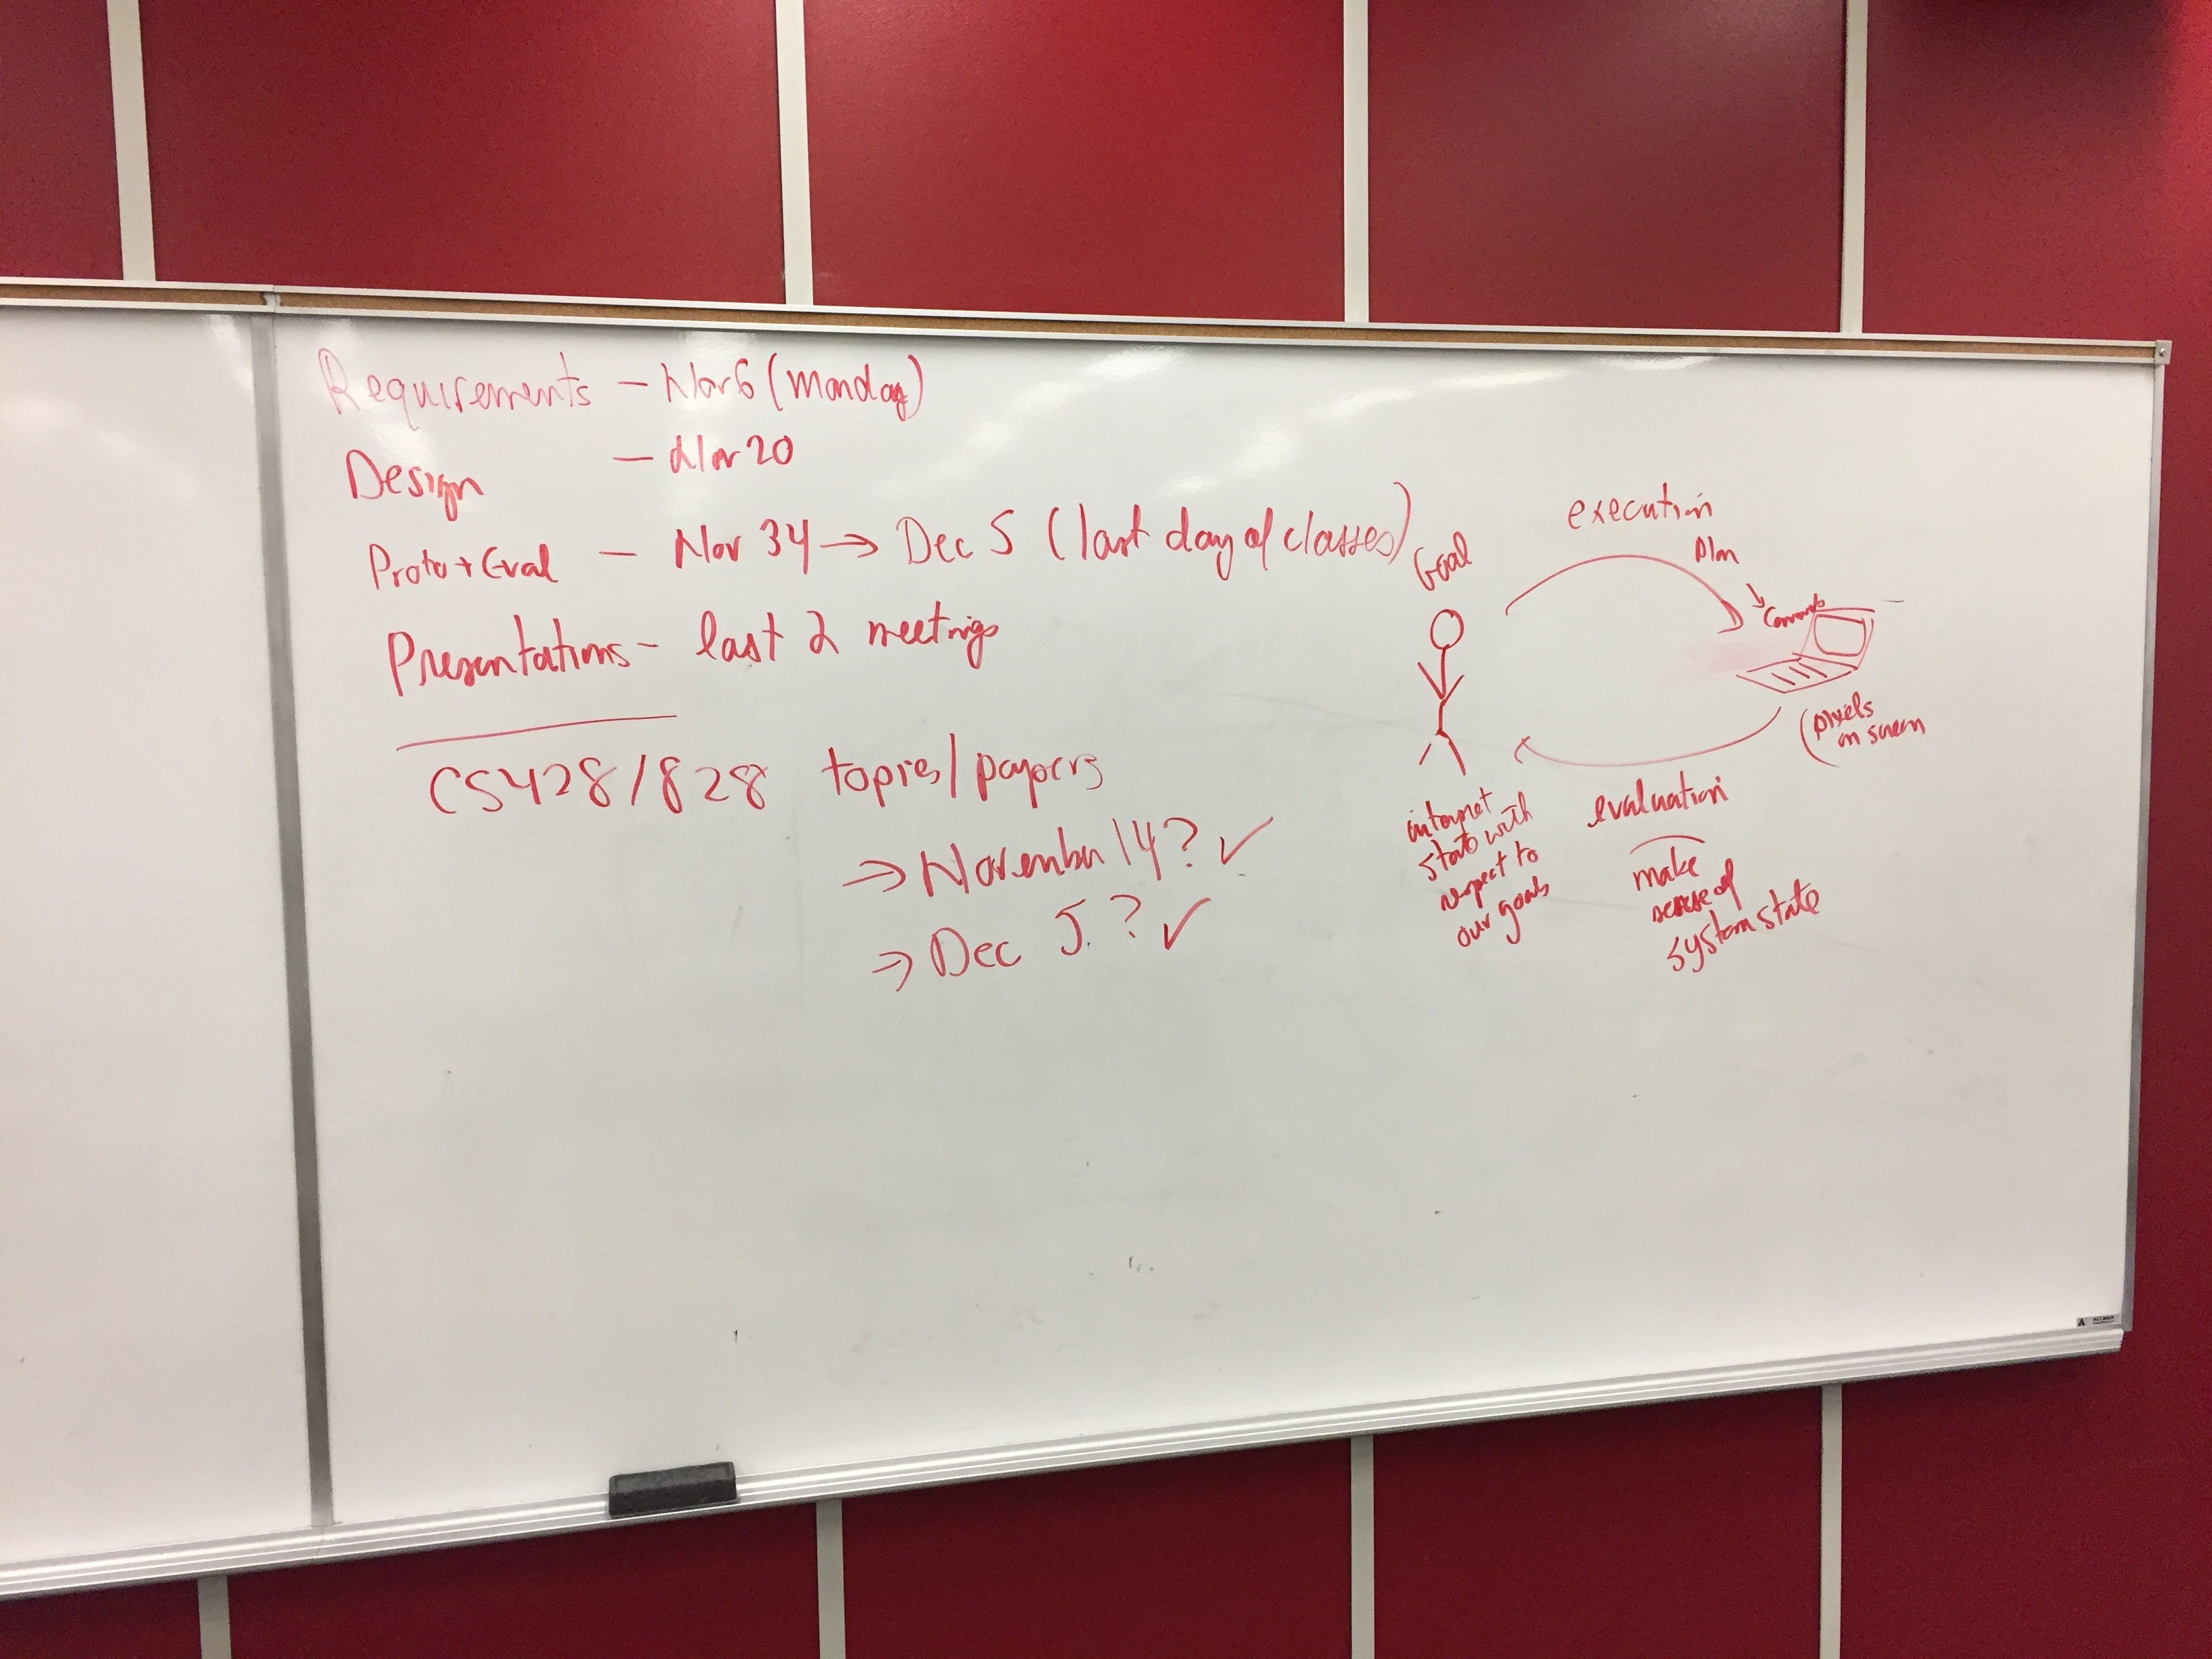 Requirements – Nov 6 (Monday)
Design – Nov 20
Proto + Eval – Nov 34 → Dec 5 (last day of classes)
Presentations – last 2 meetings
CS428/828 topics/papers
→ November 14? ✓
→ Dec 5.? ✓
Goal
execution
Plan
↓
pixels
on screen
evaluation
interpret
state with
respect to
our goals
make
sense of
system state